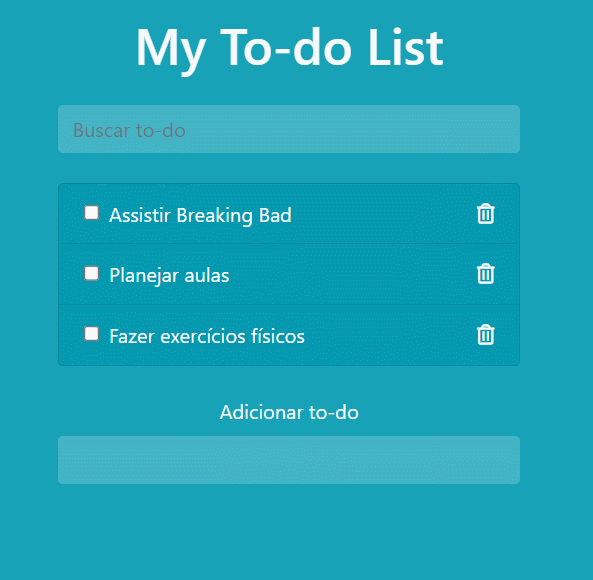 My To-do List
Buscar to-do
Assistir Breaking Bad
Planejar aulas
Fazer exercícios físicos
Adicionar to-do